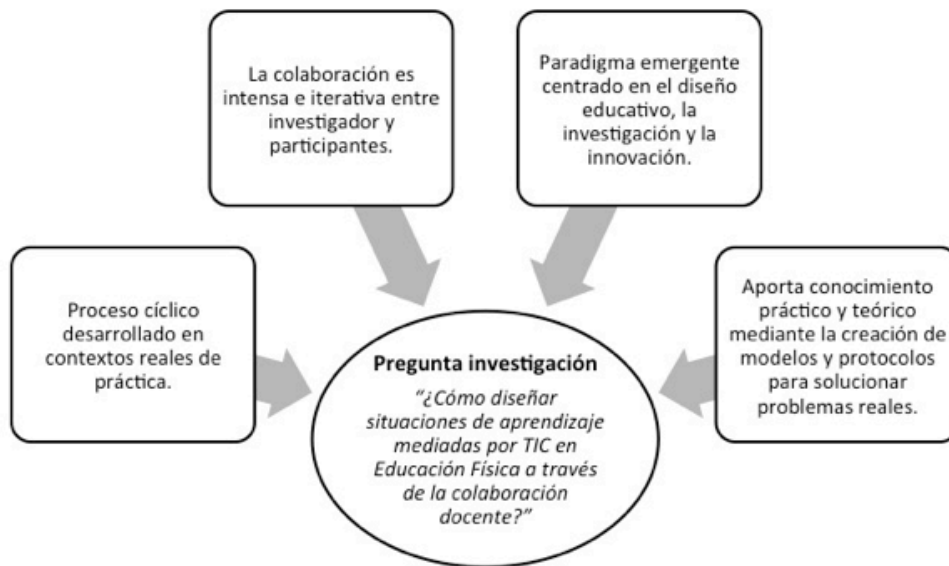 La colaboración es
intensa e iterativa entre
investigador y
participantes.
Paradigma emergente
centrado en el diseño
educativo, la
investigación y la
innovación.
Proceso cíclico
desarrollado en
contextos reales de
práctica.
Aporta conocimiento
práctico y teórico
mediante la creación de
modelos y protocolos
para solucionar
problemas reales.
Pregunta investigación
“¿Cómo diseñar
situaciones de aprendizaje
mediadas por TIC en
Educación Física a través
de la colaboración
docente?”